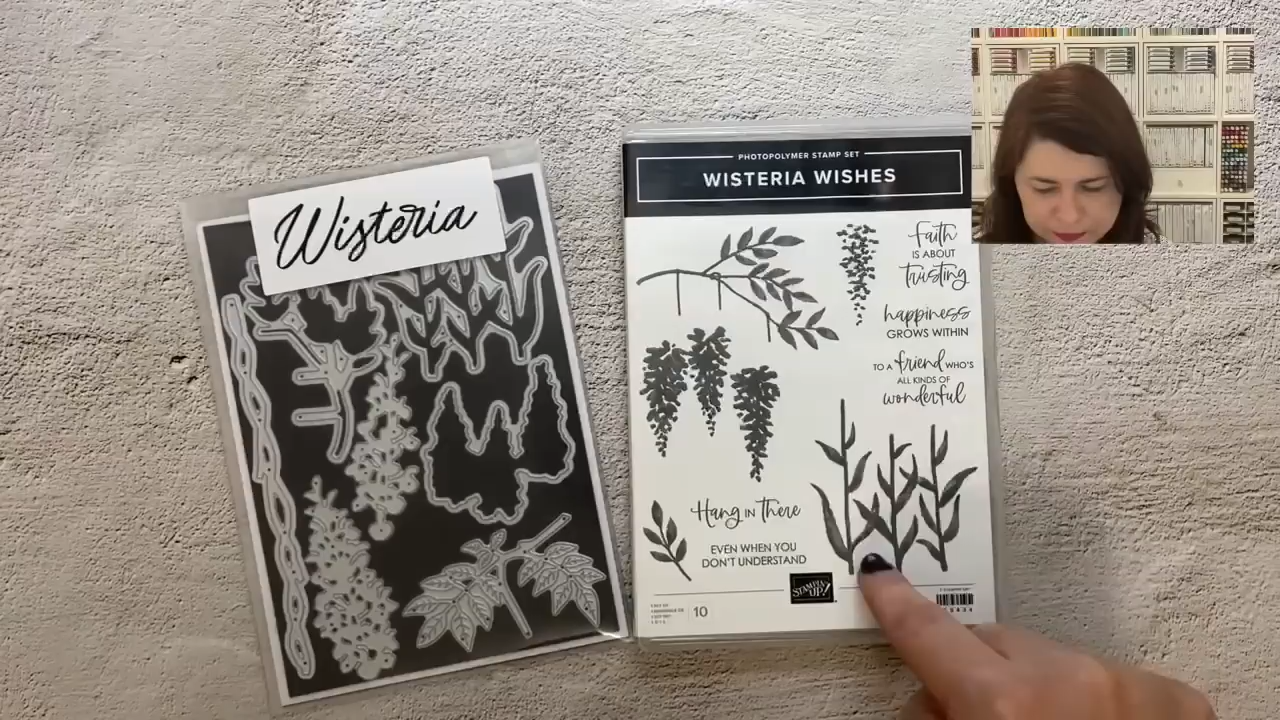 Wisteria
PHOTOPOLYMER STAMP SET
WISTERIA WISHES
faith
IS ABOUT
trusting
happiness
GROWS WITHIN
TO A friend WHO'S
ALL KINDS OF
wonderful
Hang IN There
EVEN WHEN YOU
DON'T UNDERSTAND
STAMPIN' UP!
10